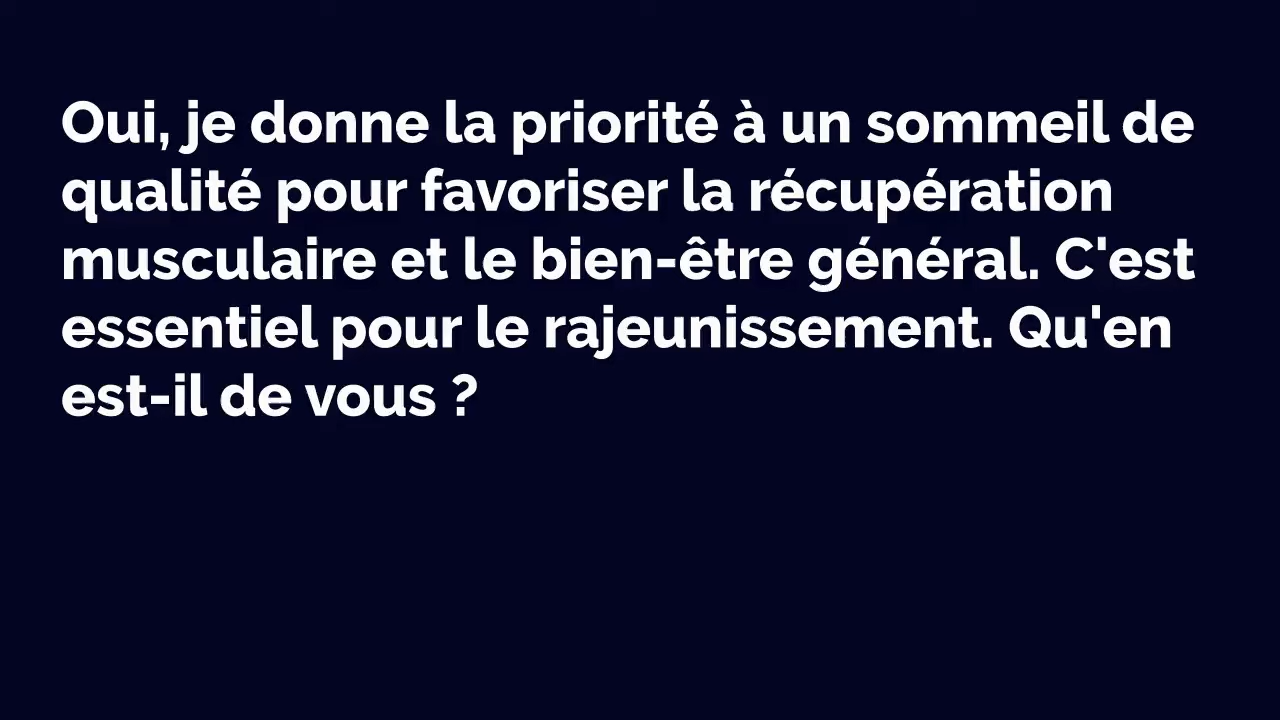 Oui, je donne la priorité à un sommeil de
qualité pour favoriser la récupération
musculaire et le bien-être général. C'est
essentiel pour le rajeunissement. Qu'en
est-il de vous ?